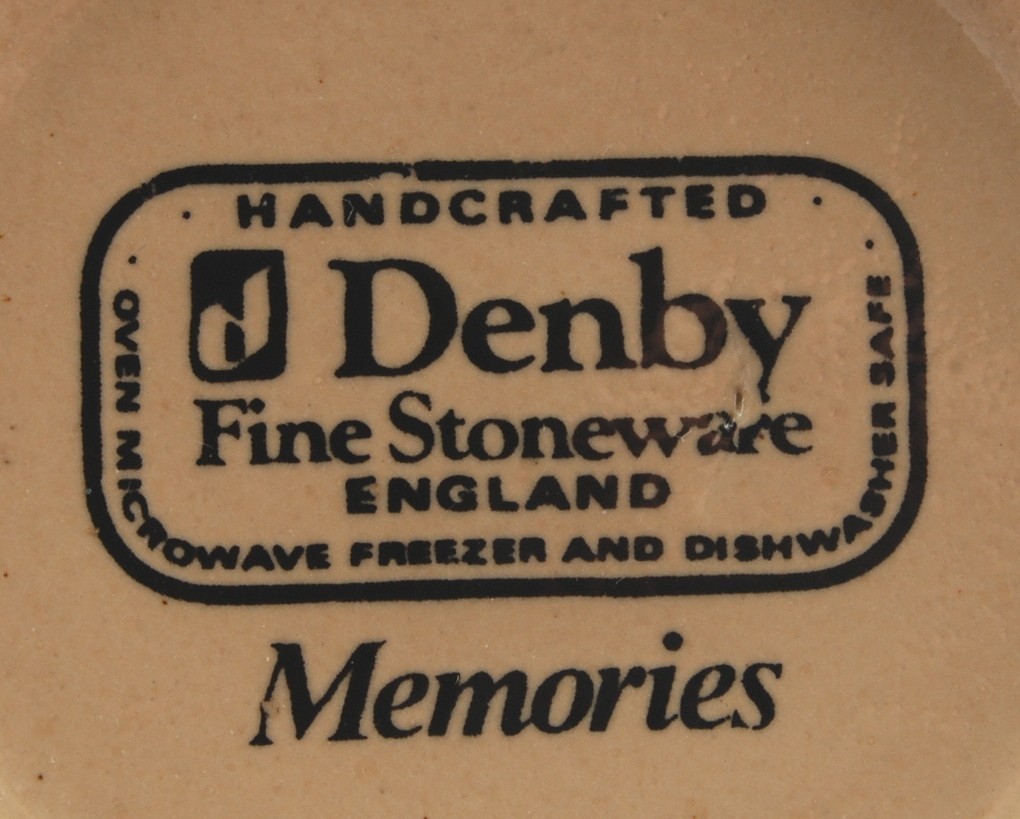 HANDCRAFTED
Denby
Fine Stoneware
ENGLAND
OVEN MICROWAVE FREEZER AND DISHWASHER SAFE
Memories